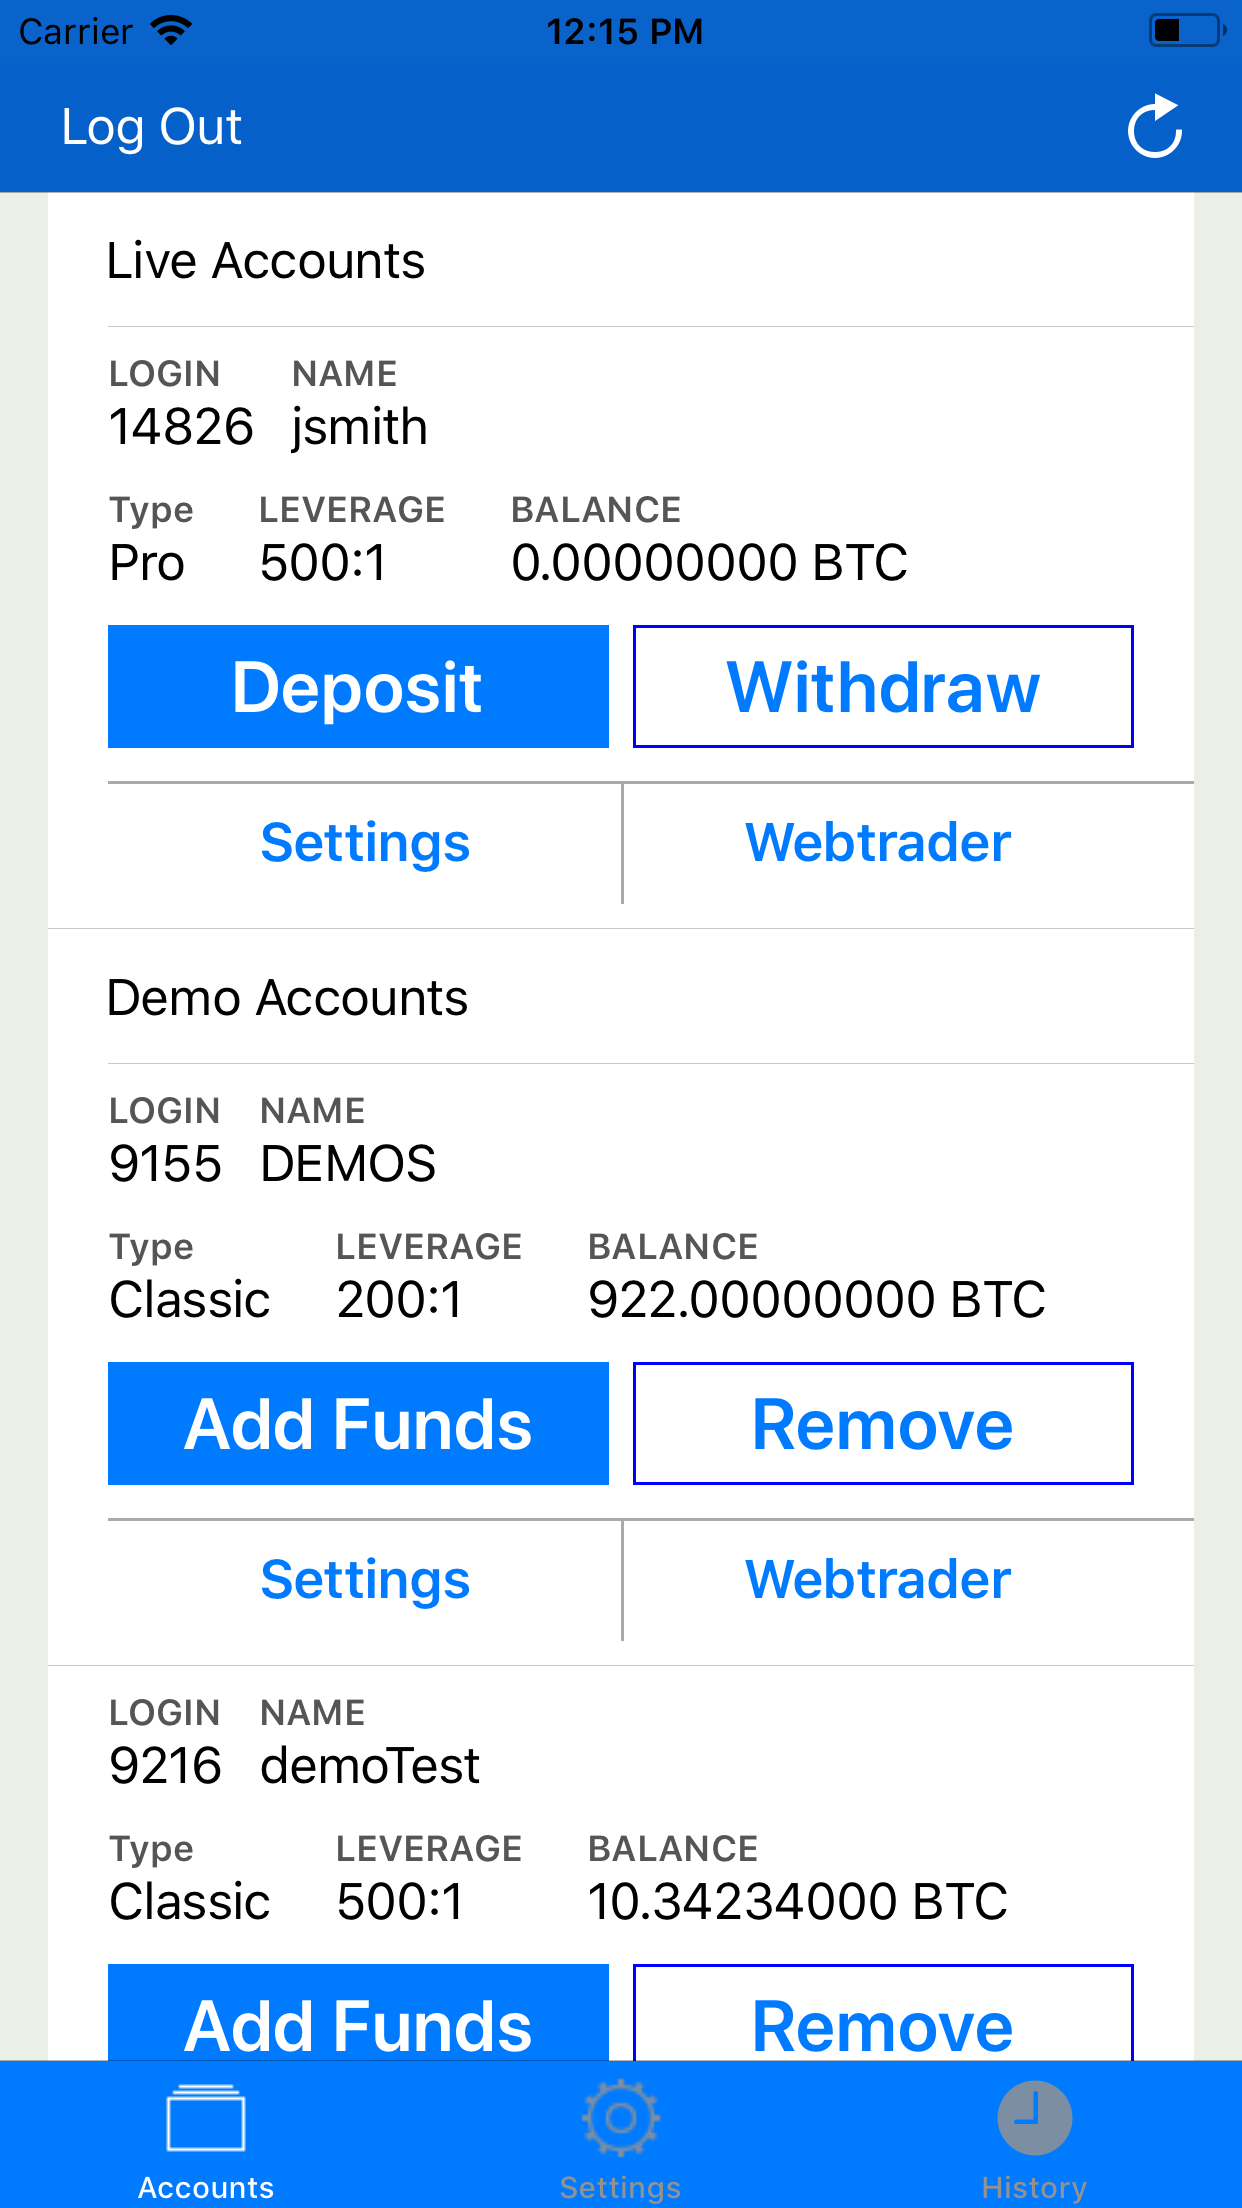 Carrier 12:15 PM
Log Out
Live Accounts
LOGIN NAME
14826 jsmith
Type LEVERAGE BALANCE
Pro 500:1 0.00000000 BTC
Deposit Withdraw
Settings Webtrader
Demo Accounts
LOGIN NAME
9155 DEMOS
Type LEVERAGE BALANCE
Classic 200:1 922.00000000 BTC
Add Funds Remove
Settings Webtrader
LOGIN NAME
9216 demoTest
Type LEVERAGE BALANCE
Classic 500:1 10.34234000 BTC
Add Funds Remove
Accounts Settings History